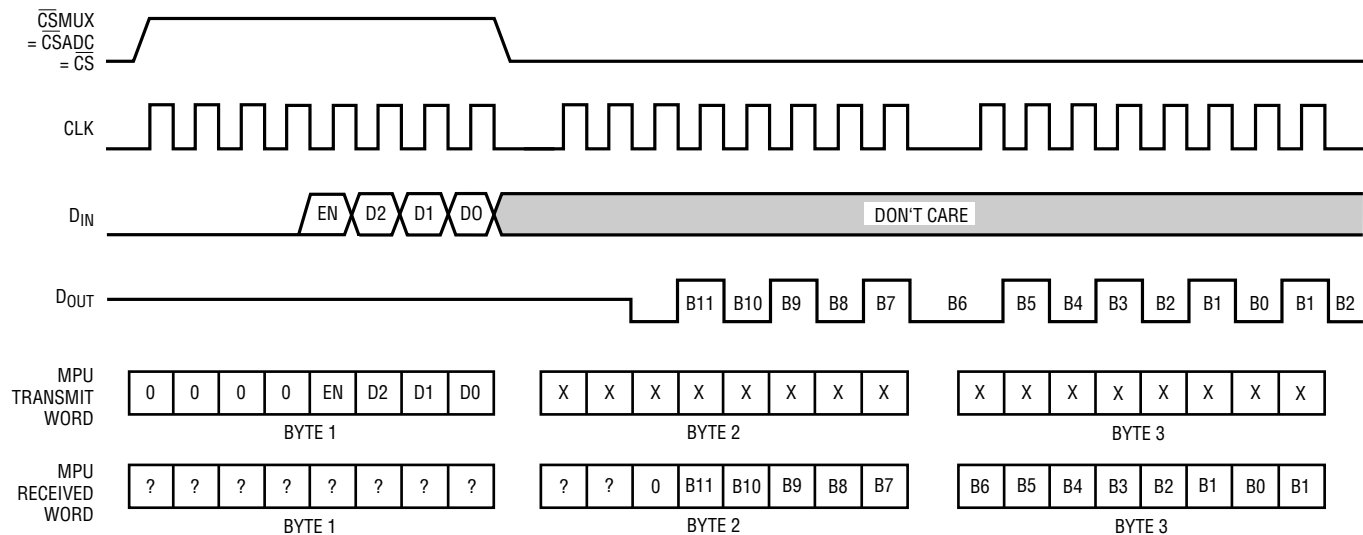 C̅S̅MUX
= C̅S̅ADC
= C̅S̅
CLK
DIN
EN D2 D1 D0
DON'T CARE
DOUT
B11 B10 B9 B8 B7 B6 B5 B4 B3 B2 B1 B0 B1 B2
MPU
TRANSMIT
WORD
0 0 0 0 EN D2 D1 D0
X X X X X X X X
X X X X X X X X
BYTE 1
BYTE 2
BYTE 3
MPU
RECEIVED
WORD
? ? ? ? ? ? ? ?
? ? 0 B11 B10 B9 B8 B7
B6 B5 B4 B3 B2 B1 B0 B1
BYTE 1
BYTE 2
BYTE 3